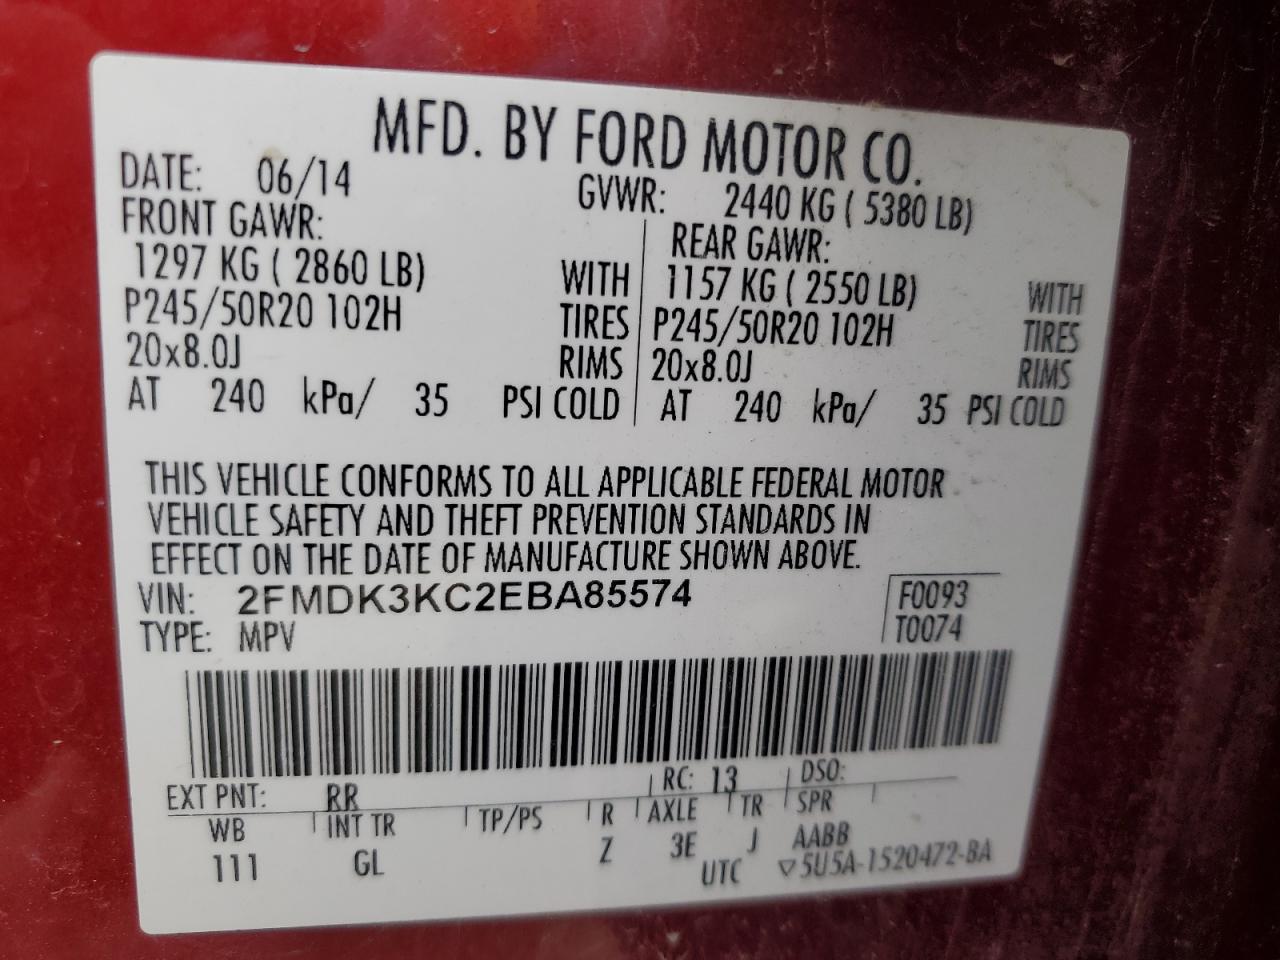 MFD. BY FORD MOTOR CO.
DATE: 06/14 GVWR: 2440 KG ( 5380 LB)
FRONT GAWR: REAR GAWR:
1297 KG ( 2860 LB) WITH 1157 KG ( 2550 LB) WITH
P245/50R20 102H TIRES P245/50R20 102H TIRES
20x8.0J RIMS 20x8.0J RIMS
AT 240 kPa/ 35 PSI COLD AT 240 kPa/ 35 PSI COLD
THIS VEHICLE CONFORMS TO ALL APPLICABLE FEDERAL MOTOR
VEHICLE SAFETY AND THEFT PREVENTION STANDARDS IN
EFFECT ON THE DATE OF MANUFACTURE SHOWN ABOVE.
VIN: 2FMDK3KC2EBA85574 F0093
TYPE: MPV T0074
EXT PNT: RR RC: 13 DSO:
WB INT TR TP/PS R AXLE TR SPR
111 GL Z 3E J AABB
UTC ▽5U5A-1520472-BA